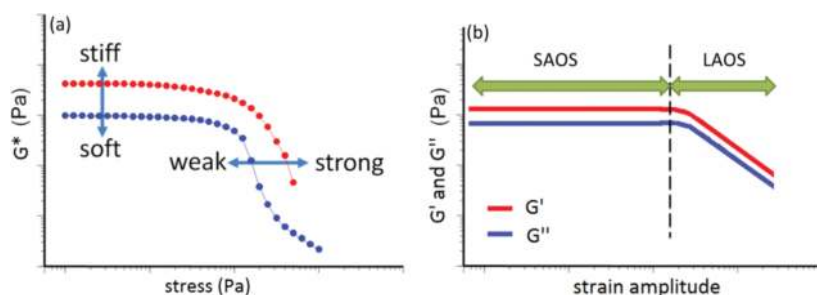 (a)
stiff
soft
weak
strong
G* (Pa)
stress (Pa)
(b)
SAOS
LAOS
G' and G'' (Pa)
G'
G''
strain amplitude